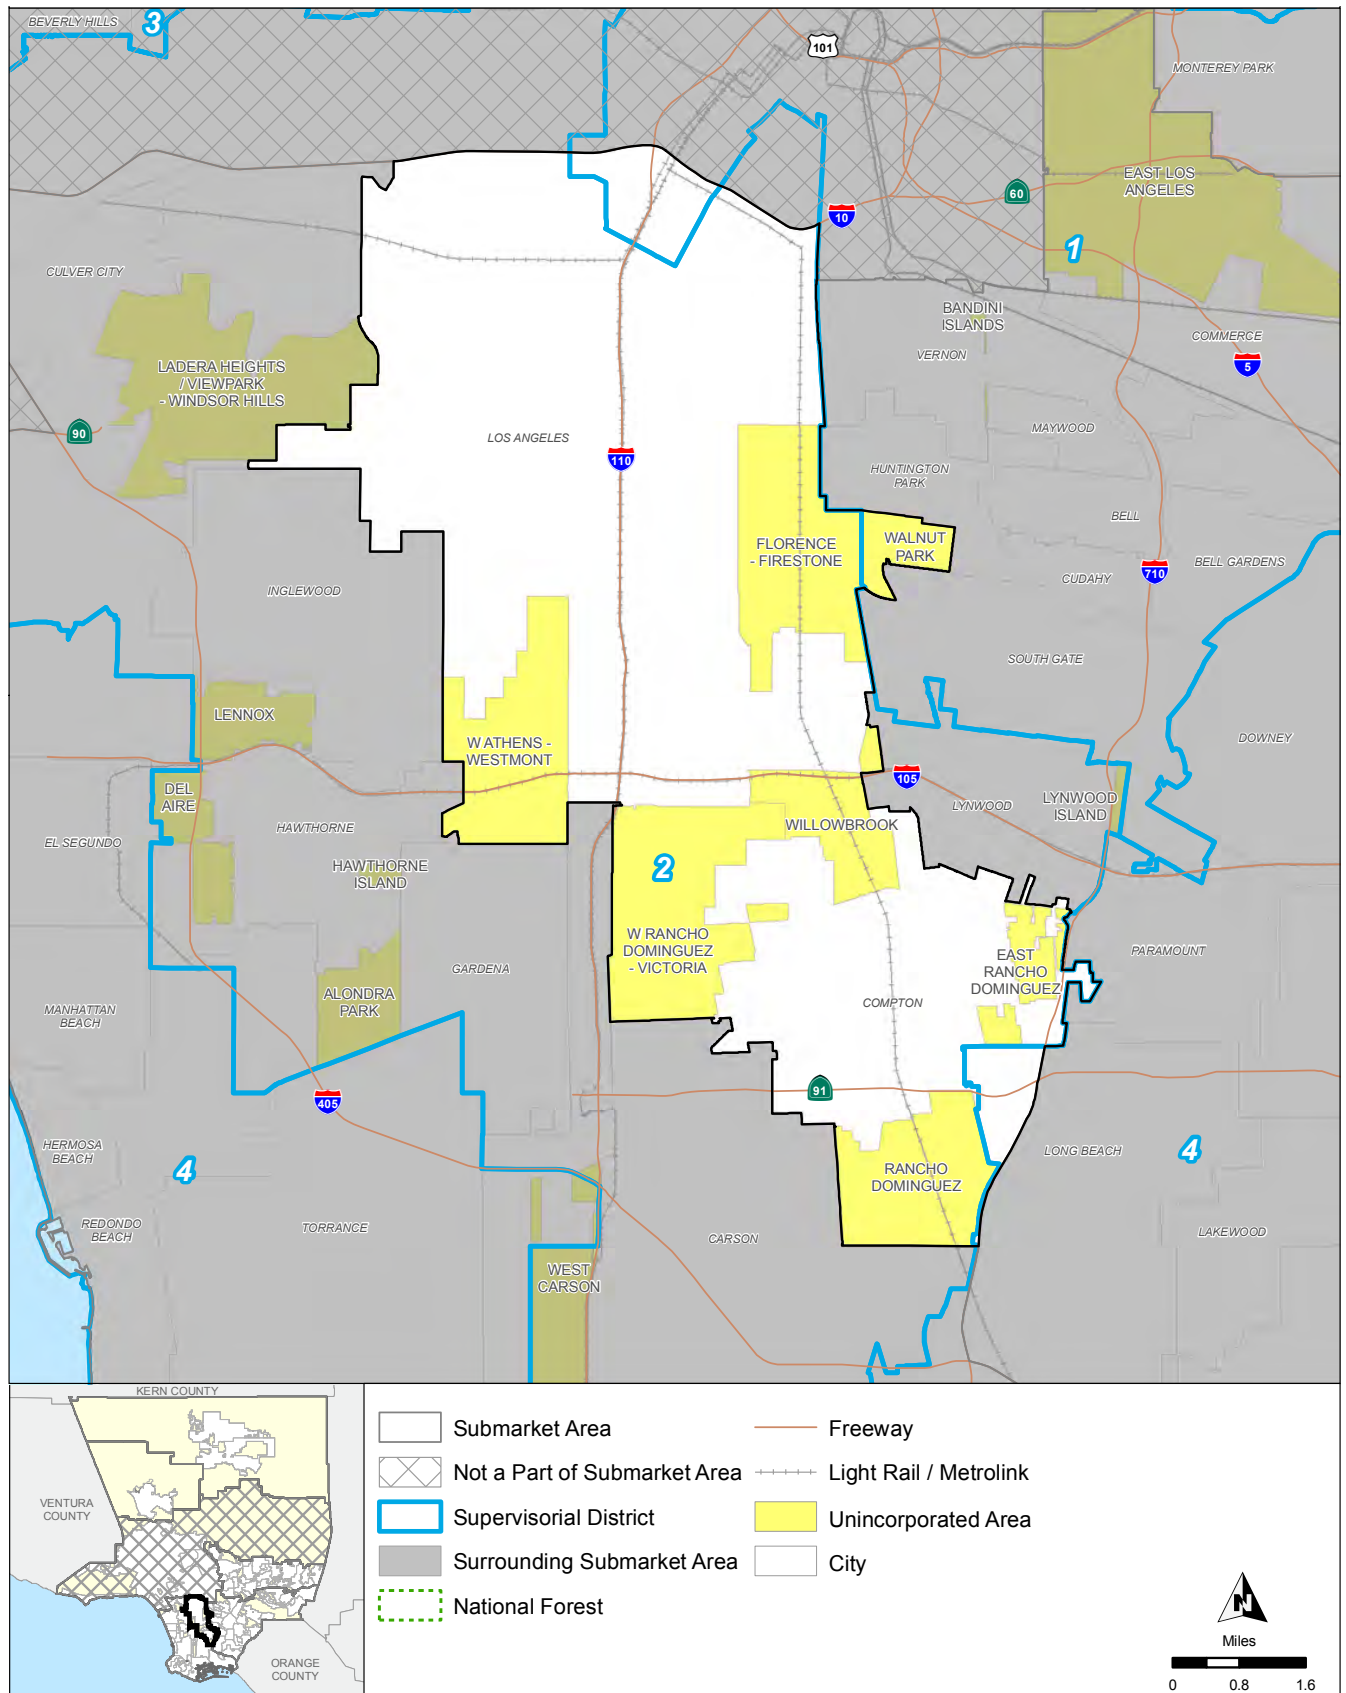 BEVERLY HILLS
3
101
MONTEREY PARK
EAST LOS
ANGELES
60
10
1
CULVER CITY
BANDINI
ISLANDS
VERNON
COMMERCE
5
LADERA HEIGHTS
/ VIEWPARK
- WINDSOR HILLS
90
LOS ANGELES
110
MAYWOOD
HUNTINGTON
PARK
BELL
FLORENCE
- FIRESTONE
WALNUT
PARK
710
BELL GARDENS
CUDAHY
INGLEWOOD
SOUTH GATE
LENNOX
W ATHENS -
WESTMONT
DOWNEY
DEL
AIRE
105
LYNWOOD
LYNWOOD
ISLAND
EL SEGUNDO
HAWTHORNE
WILLOWBROOK
HAWTHORNE
ISLAND
2
W RANCHO
DOMINGUEZ
- VICTORIA
GARDENA
EAST
RANCHO
DOMINGUEZ
PARAMOUNT
ALONDRA
PARK
COMPTON
MANHATTAN
BEACH
405
91
HERMOSA
BEACH
4
RANCHO
DOMINGUEZ
LONG BEACH
4
REDONDO
BEACH
TORRANCE
CARSON
LAKEWOOD
WEST
CARSON
KERN COUNTY
VENTURA
COUNTY
ORANGE
COUNTY
Submarket Area
Not a Part of Submarket Area
Supervisorial District
Surrounding Submarket Area
National Forest
Freeway
Light Rail / Metrolink
Unincorporated Area
City
N
Miles
0 0.8 1.6